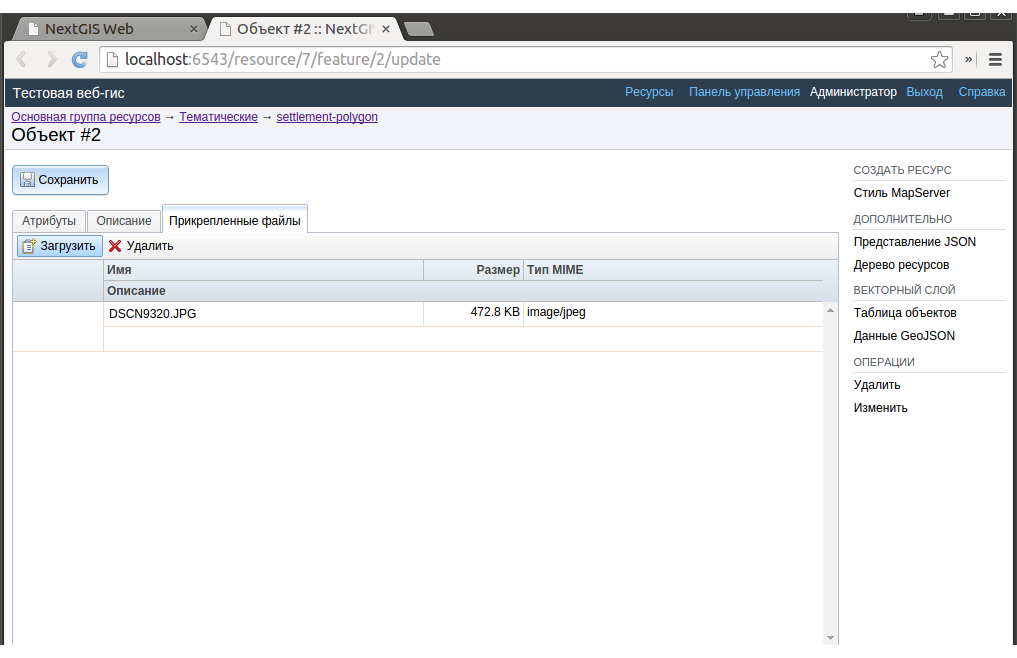 NextGIS Web × Объект #2 :: NextGI ×
localhost:6543/resource/7/feature/2/update »
Тестовая веб-гис Ресурсы Панель управления Администратор Выход Справка
Основная группа ресурсов → Тематические → settlement-polygon
Объект #2
Сохранить
Атрибуты Описание Прикрепленные файлы
Загрузить Удалить
Имя Размер Тип MIME
Описание
DSCN9320.JPG 472.8 KB image/jpeg
СОЗДАТЬ РЕСУРС
Стиль MapServer
ДОПОЛНИТЕЛЬНО
Представление JSON
Дерево ресурсов
ВЕКТОРНЫЙ СЛОЙ
Таблица объектов
Данные GeoJSON
ОПЕРАЦИИ
Удалить
Изменить